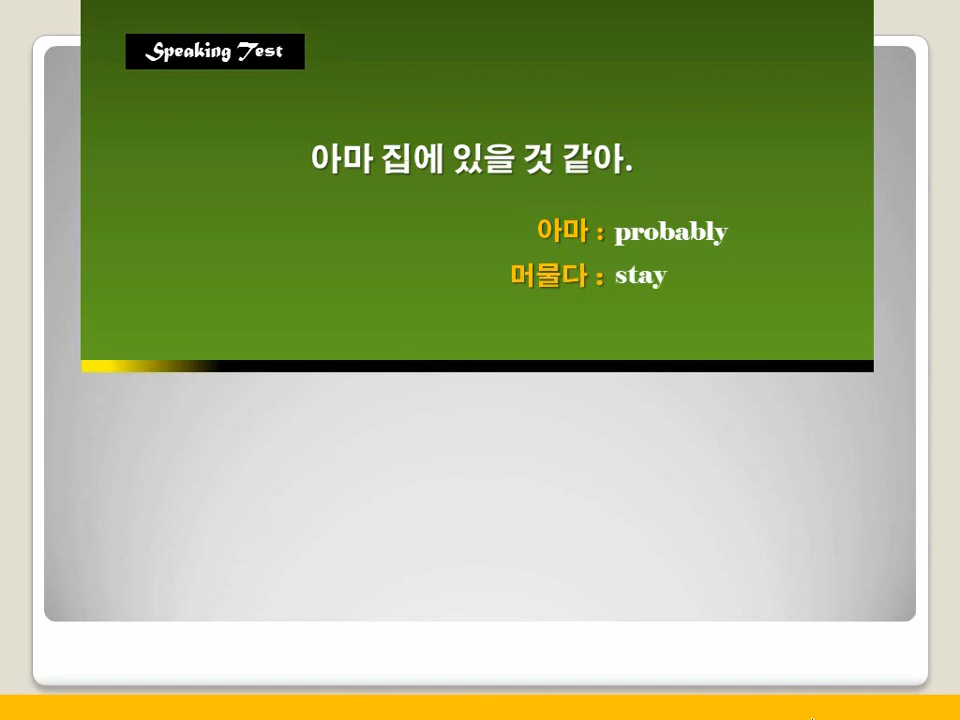 Speaking Test
아마 집에 있을 것 같아.
아마 : probably
머물다 : stay